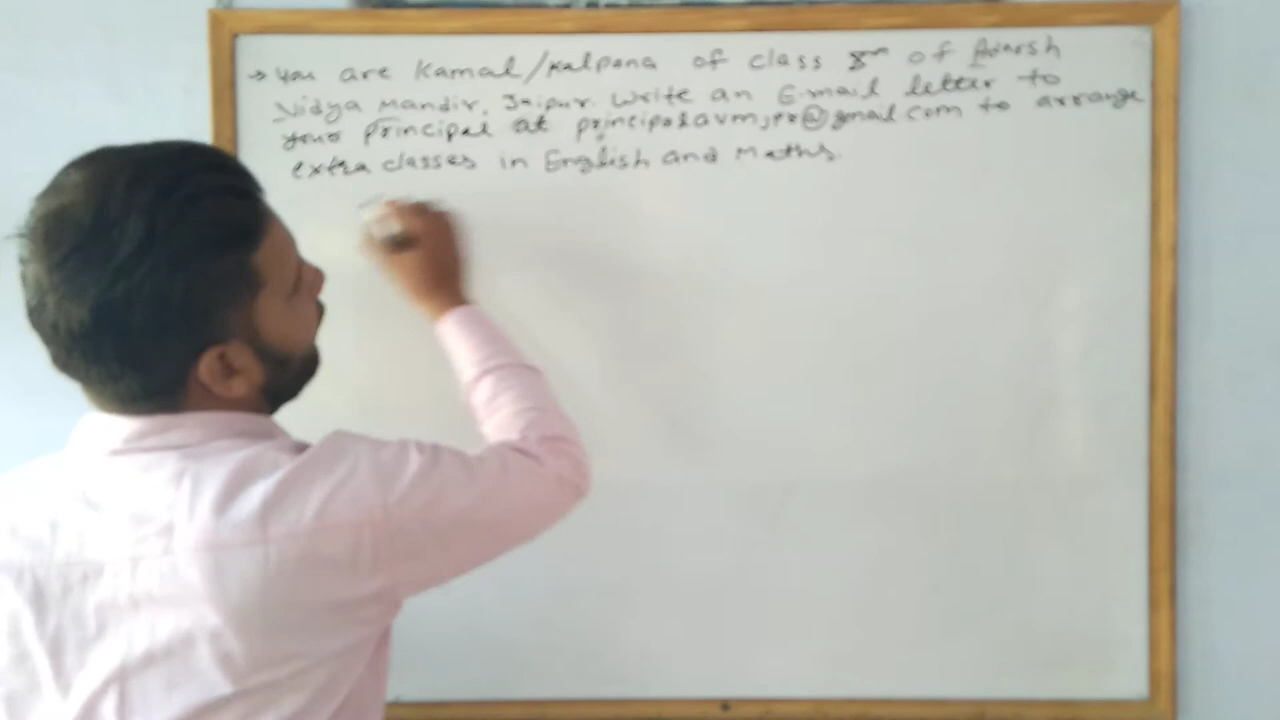 → You are Kamal/Kalpana of class 8th of Adarsh
Vidya Mandir, Jaipur. Write an E-mail letter to
your principal at principalavmjpr@gmail.com to arrange
extra classes in English and Maths.